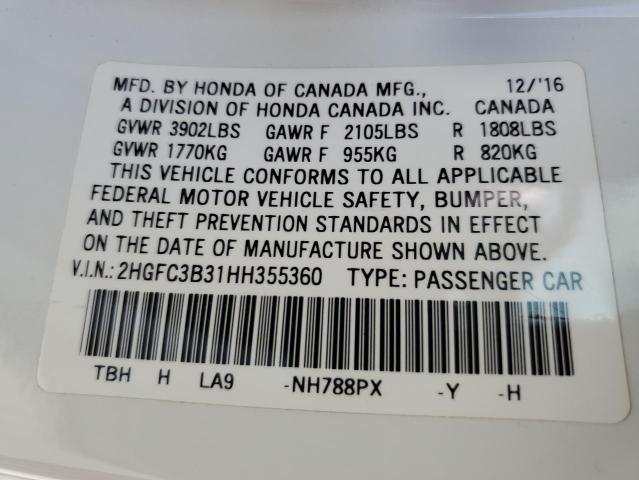 MFD. BY HONDA OF CANADA MFG., 12/'16
A DIVISION OF HONDA CANADA INC. CANADA
GVWR 3902LBS GAWR F 2105LBS R 1808LBS
GVWR 1770KG GAWR F 955KG R 820KG
THIS VEHICLE CONFORMS TO ALL APPLICABLE
FEDERAL MOTOR VEHICLE SAFETY, BUMPER,
AND THEFT PREVENTION STANDARDS IN EFFECT
ON THE DATE OF MANUFACTURE SHOWN ABOVE.
V.I.N.: 2HGFC3B31HH355360 TYPE: PASSENGER CAR
TBH H LA9 -NH788PX -Y -H